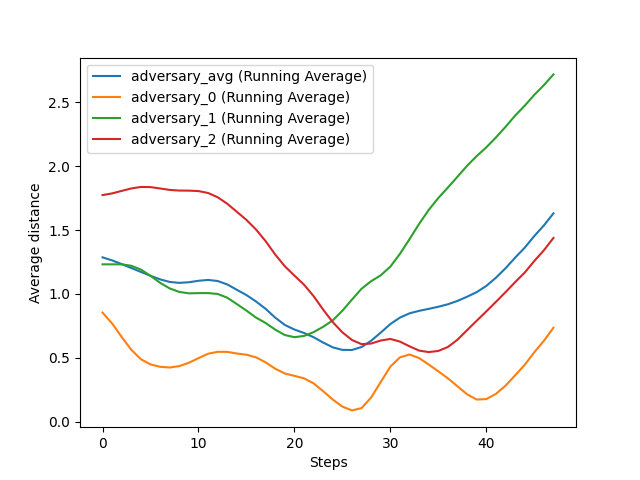 adversary_avg (Running Average)
adversary_0 (Running Average)
adversary_1 (Running Average)
adversary_2 (Running Average)
Average distance
2.5
2.0
1.5
1.0
0.5
0.0
0 10 20 30 40
Steps